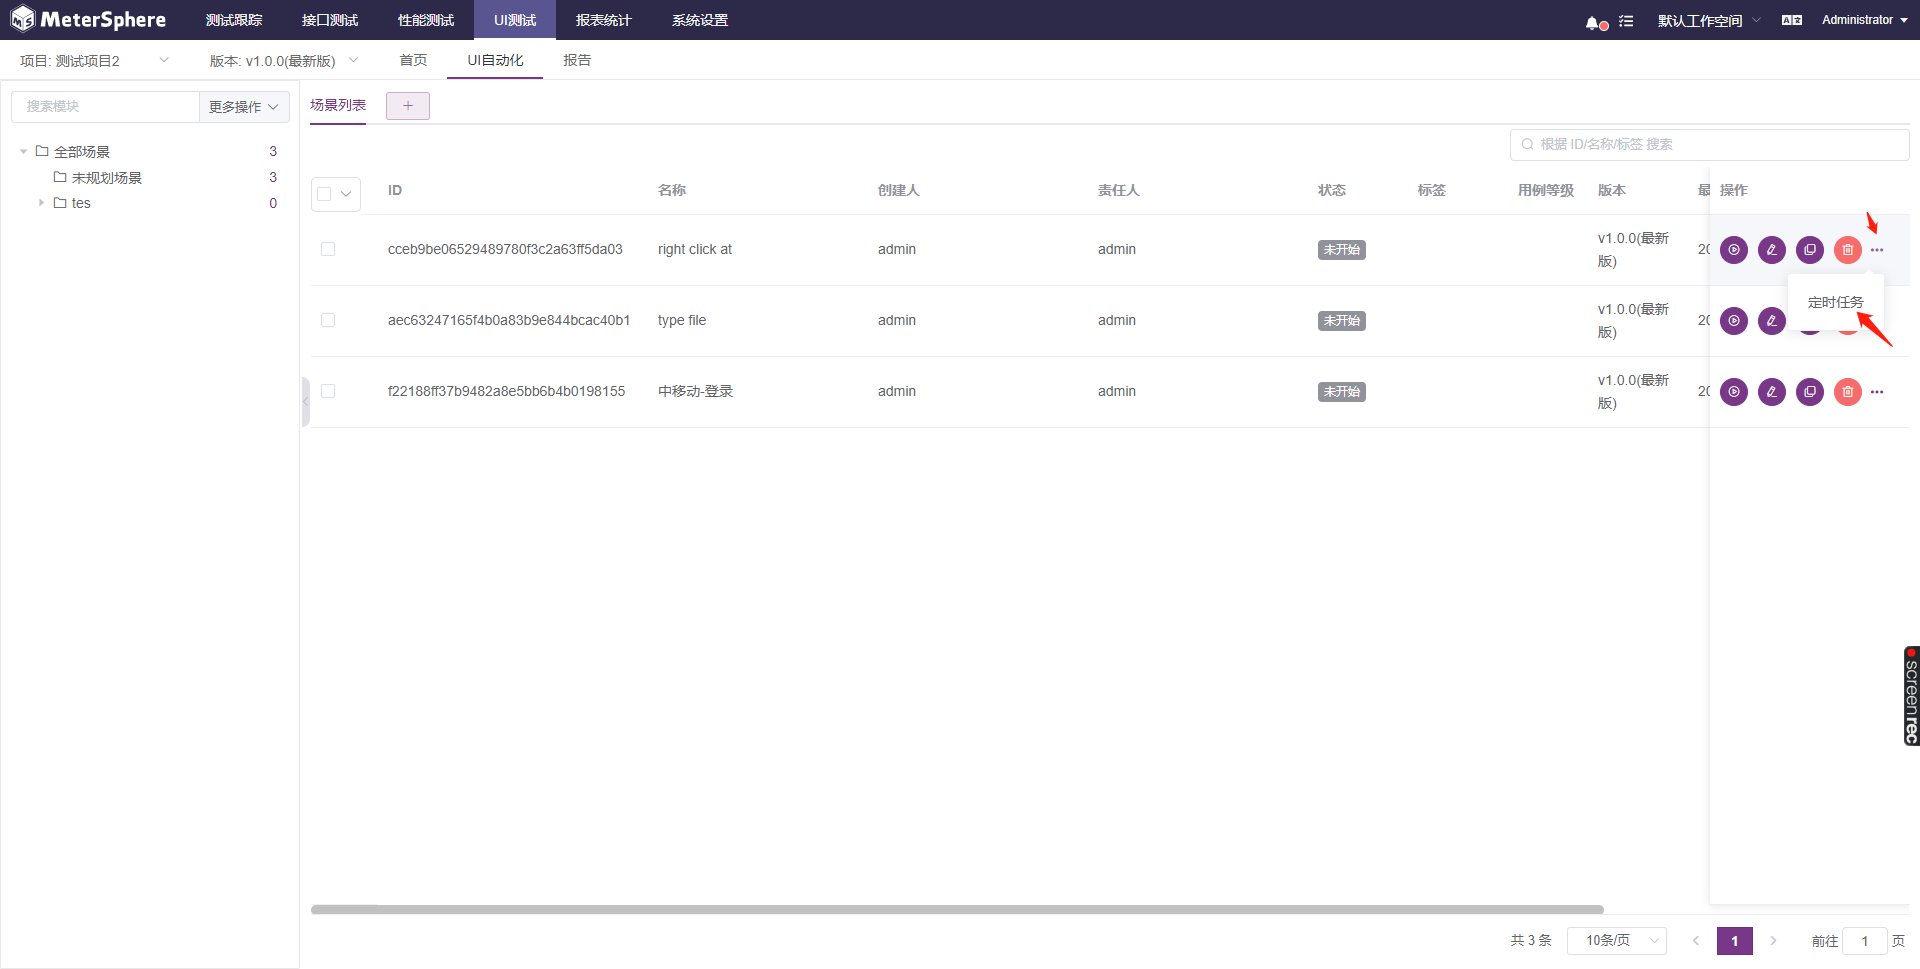 MeterSphere 测试跟踪 接口测试 性能测试 UI测试 报表统计 系统设置 默认工作空间 Administrator
项目: 测试项目2 版本: v1.0.0(最新版) 首页 UI自动化 报告
搜索模块 更多操作
全部场景 3
未规划场景 3
tes 0
场景列表 +
根据 ID/名称/标签 搜索
ID 名称 创建人 责任人 状态 标签 用例等级 版本 最 操作
cceb9be06529489780f3c2a63ff5da03 right click at admin admin 未开始 v1.0.0(最新版) 20
定时任务
aec63247165f4b0a83b9e844bcac40b1 type file admin admin 未开始 v1.0.0(最新版) 20
f22188ff37b9482a8e5bb6b4b0198155 中移动-登录 admin admin 未开始 v1.0.0(最新版) 20
screenrec
共 3 条 10条/页 1 前往 1 页